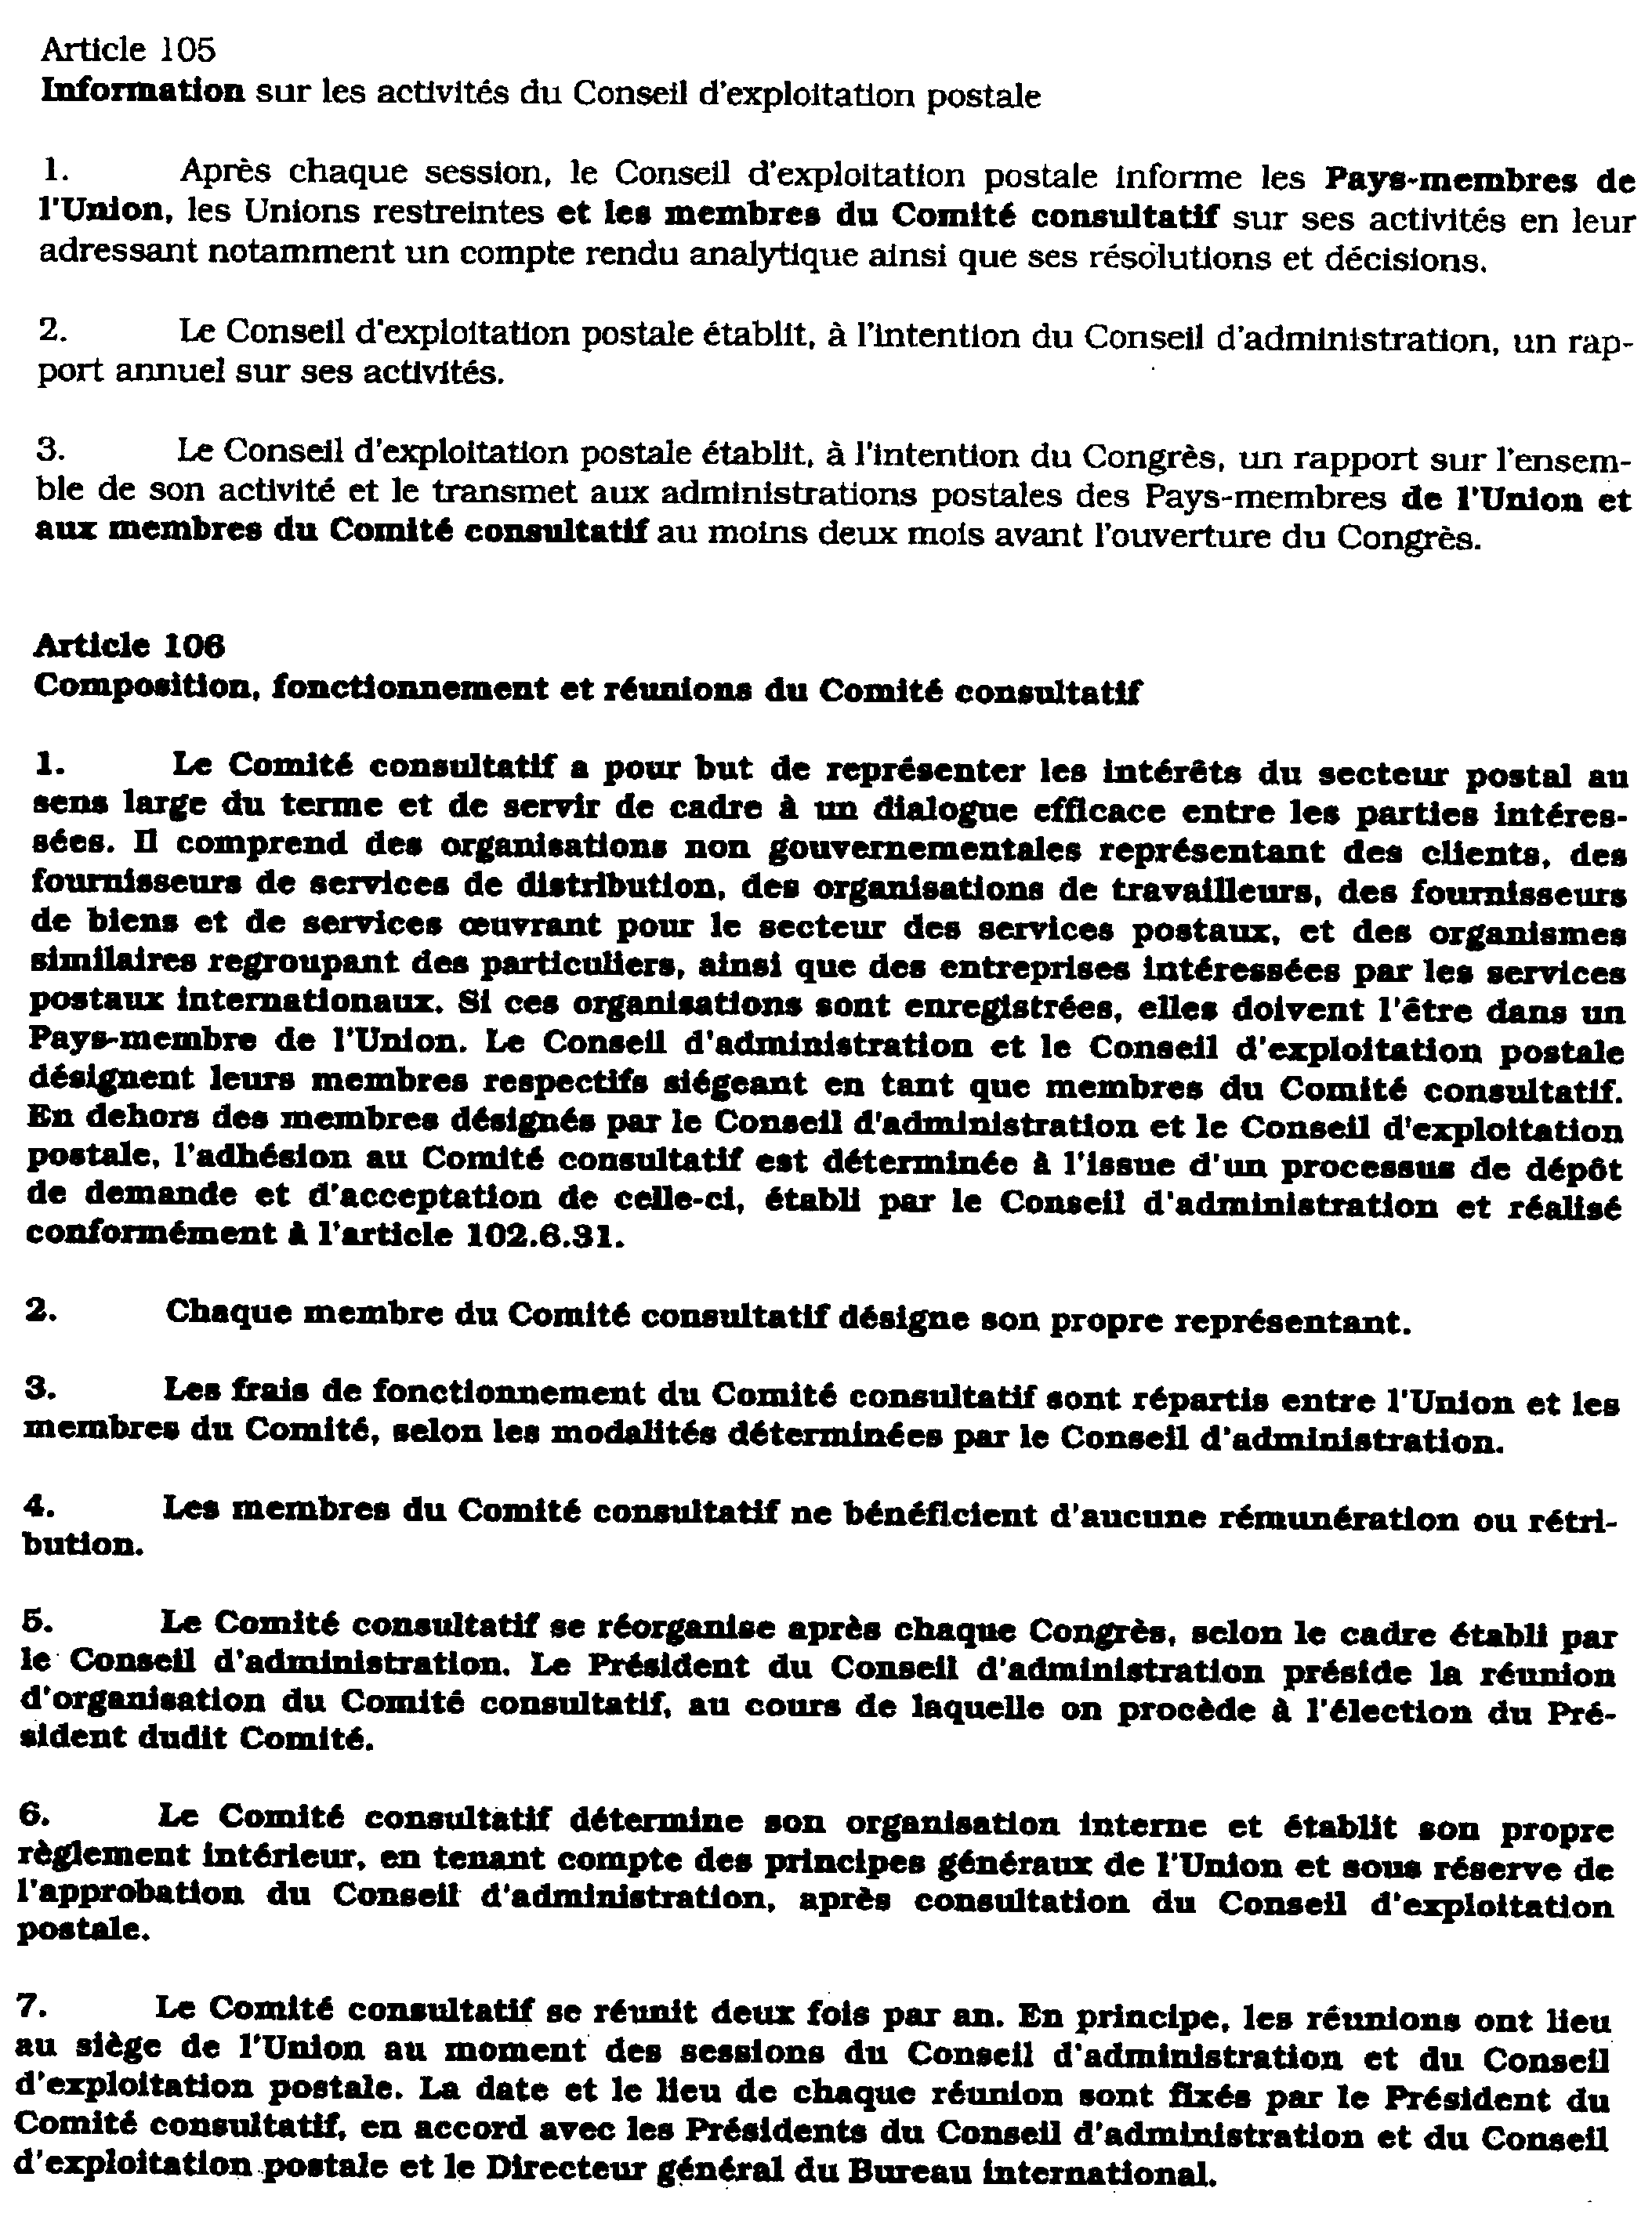 Article 105
Information sur les activités du Conseil d'exploitation postale
1. Après chaque session, le Conseil d'exploitation postale informe les Pays-membres de
l'Union, les Unions restreintes et les membres du Comité consultatif sur ses activités en leur
adressant notamment un compte rendu analytique ainsi que ses résolutions et décisions.
2. Le Conseil d'exploitation postale établit, à l'intention du Conseil d'administration, un rap-
port annuel sur ses activités.
3. Le Conseil d'exploitation postale établit, à l'intention du Congrès, un rapport sur l'ensem-
ble de son activité et le transmet aux administrations postales des Pays-membres de l'Union et
aux membres du Comité consultatif au moins deux mois avant l'ouverture du Congrès.
Article 106
Composition, fonctionnement et réunions du Comité consultatif
1. Le Comité consultatif a pour but de représenter les intérêts du secteur postal au
sens large du terme et de servir de cadre à un dialogue efficace entre les parties intéres-
sées. Il comprend des organisations non gouvernementales représentant des clients, des
fournisseurs de services de distribution, des organisations de travailleurs, des fournisseurs
de biens et de services œuvrant pour le secteur des services postaux, et des organismes
similaires regroupant des particuliers, ainsi que des entreprises intéressées par les services
postaux internationaux. Si ces organisations sont enregistrées, elles doivent l'être dans un
Pays-membre de l'Union. Le Conseil d'administration et le Conseil d'exploitation postale
désignent leurs membres respectifs siégeant en tant que membres du Comité consultatif.
En dehors des membres désignés par le Conseil d'administration et le Conseil d'exploitation
postale, l'adhésion au Comité consultatif est déterminée à l'issue d'un processus de dépôt
de demande et d'acceptation de celle-ci, établi par le Conseil d'administration et réalisé
conformément à l'article 102.6.31.
2. Chaque membre du Comité consultatif désigne son propre représentant.
3. Les frais de fonctionnement du Comité consultatif sont répartis entre l'Union et les
membres du Comité, selon les modalités déterminées par le Conseil d'administration.
4. Les membres du Comité consultatif ne bénéficient d'aucune rémunération ou rétri-
bution.
5. Le Comité consultatif se réorganise après chaque Congrès, selon le cadre établi par
le Conseil d'administration. Le Président du Conseil d'administration préside la réunion
d'organisation du Comité consultatif, au cours de laquelle on procède à l'élection du Pré-
sident dudit Comité.
6. Le Comité consultatif détermine son organisation interne et établit son propre
règlement intérieur, en tenant compte des principes généraux de l'Union et sous réserve de
l'approbation du Conseil d'administration, après consultation du Conseil d'exploitation
postale.
7. Le Comité consultatif se réunit deux fois par an. En principe, les réunions ont lieu
au siège de l'Union au moment des sessions du Conseil d'administration et du Conseil
d'exploitation postale. La date et le lieu de chaque réunion sont fixés par le Président du
Comité consultatif, en accord avec les Présidents du Conseil d'administration et du Conseil
d'exploitation postale et le Directeur général du Bureau international.